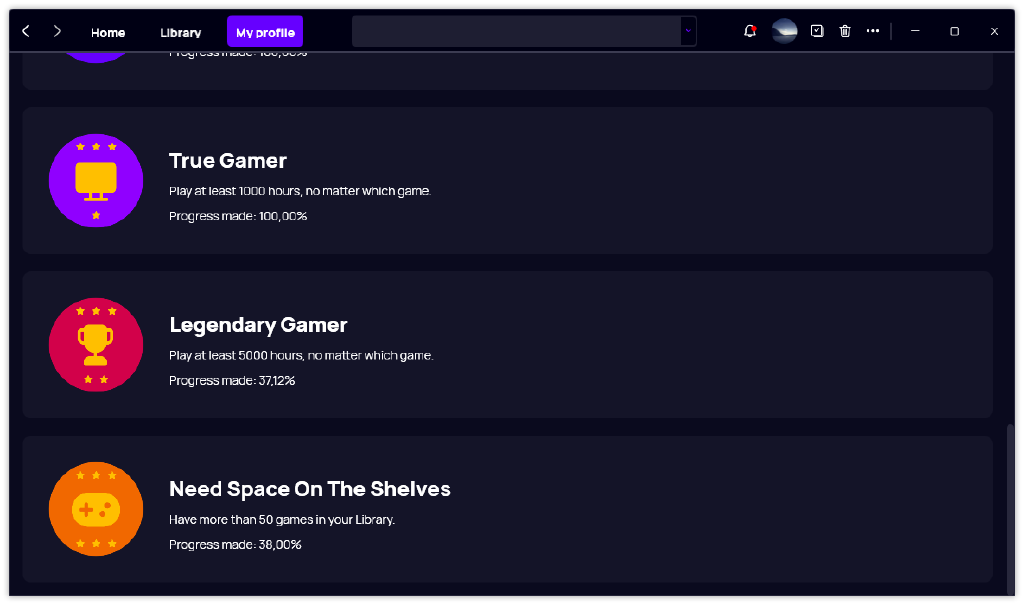 Home Library My profile
Progress made: 100,00%
True Gamer
Play at least 1000 hours, no matter which game.
Progress made: 100,00%
Legendary Gamer
Play at least 5000 hours, no matter which game.
Progress made: 37,12%
Need Space On The Shelves
Have more than 50 games in your Library.
Progress made: 38,00%